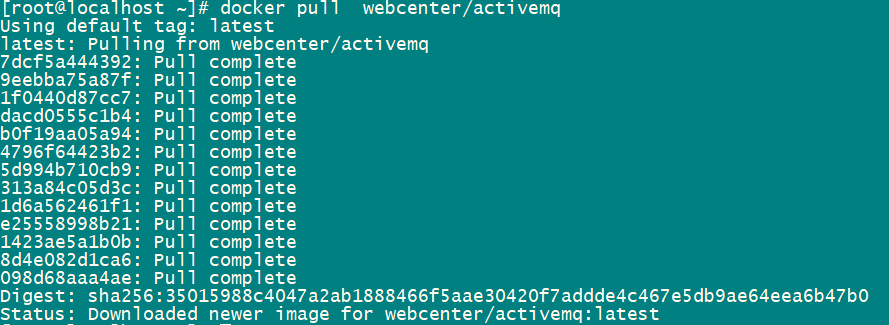 [root@localhost ~]# docker pull  webcenter/activemq
Using default tag: latest
latest: Pulling from webcenter/activemq
7dcf5a444392: Pull complete
9eebba75a87f: Pull complete
1f0440d87cc7: Pull complete
dacd0555c1b4: Pull complete
b0f19aa05a94: Pull complete
4796f64423b2: Pull complete
5d994b710cb9: Pull complete
313a84c05d3c: Pull complete
1d6a562461f1: Pull complete
e25558998b21: Pull complete
1423ae5a1b0b: Pull complete
8d4e082d1ca6: Pull complete
098d68aaa4ae: Pull complete
Digest: sha256:35015988c4047a2ab1888466f5aae30420f7addde4c467e5db9ae64eea6b47b0
Status: Downloaded newer image for webcenter/activemq:latest